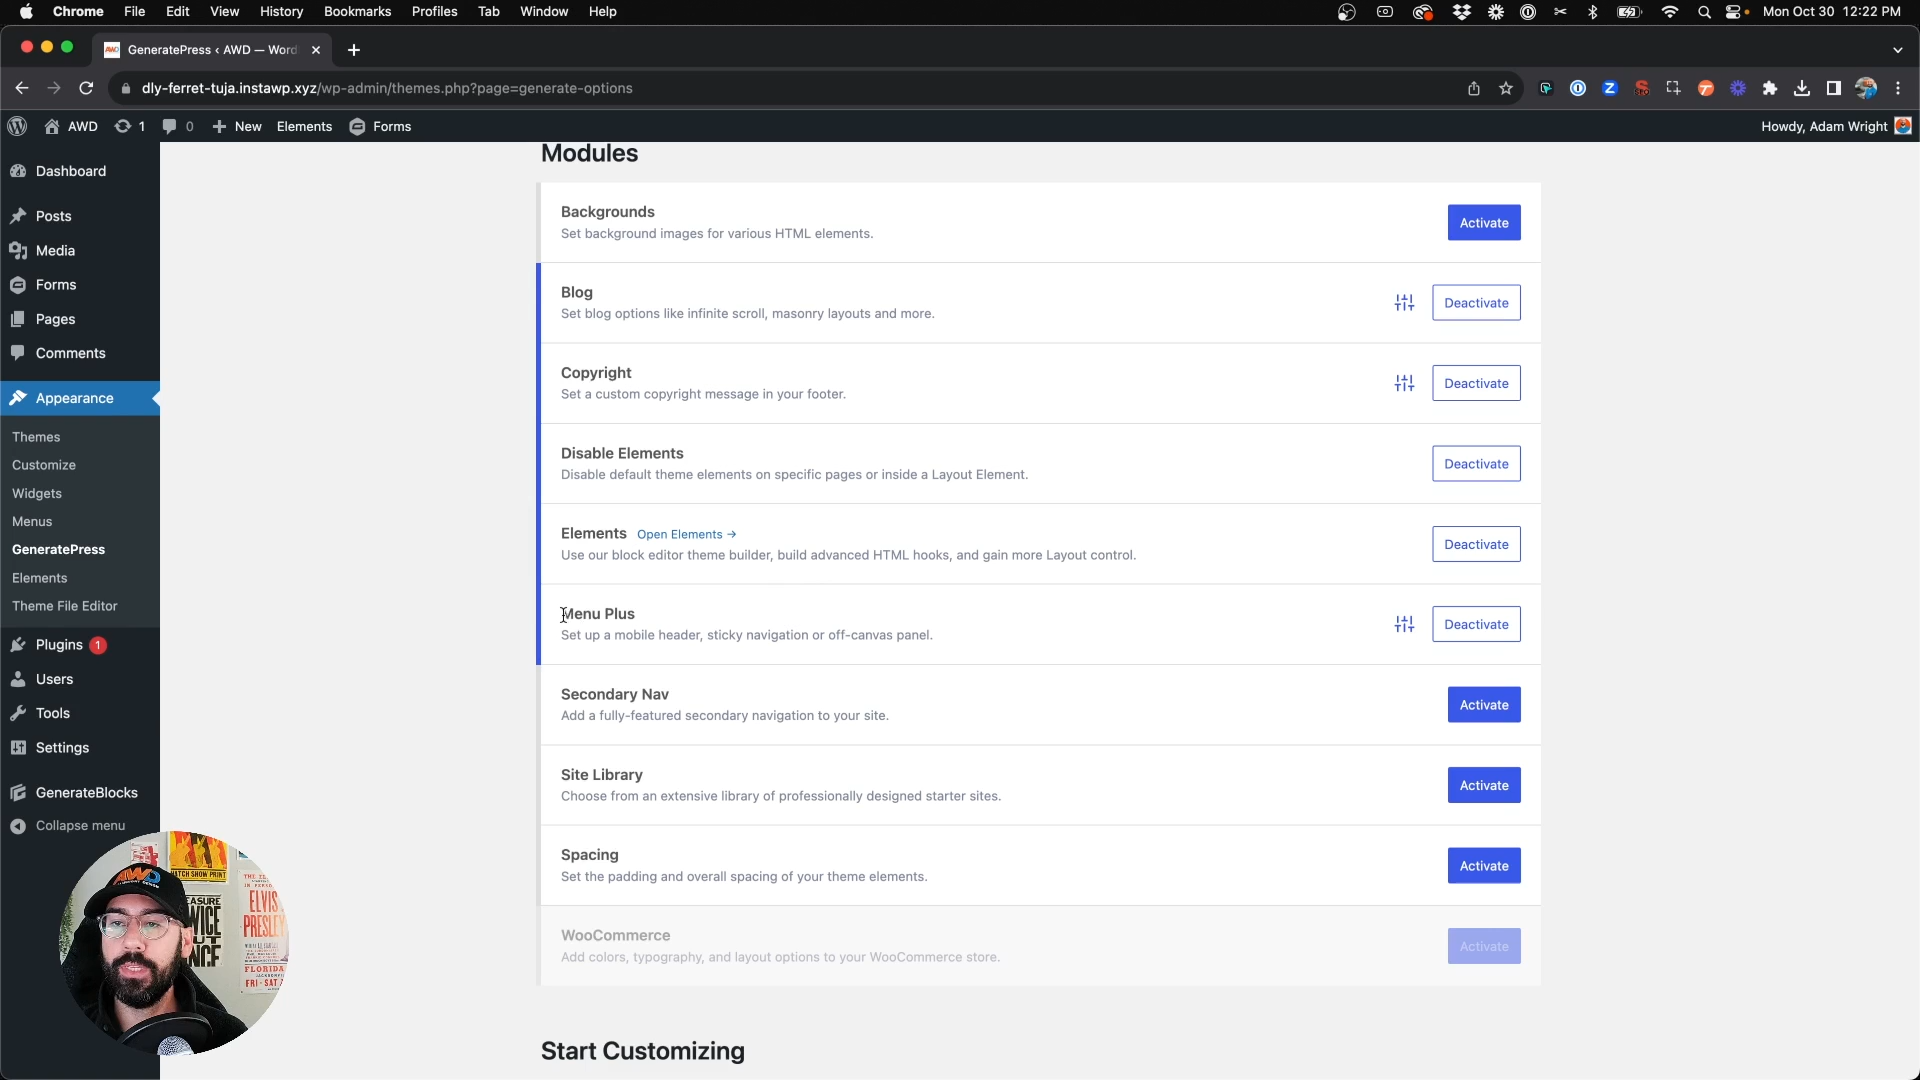 Chrome File Edit View History Bookmarks Profiles Tab Window Help Mon Oct 30 12:22 PM
GeneratePress ‹ AWD — Word
dly-ferret-tuja.instawp.xyz/wp-admin/themes.php?page=generate-options
AWD 1 0 New Elements Forms Howdy, Adam Wright
Dashboard
Posts
Media
Forms
Pages
Comments
Appearance
Themes
Customize
Widgets
Menus
GeneratePress
Elements
Theme File Editor
Plugins 1
Users
Tools
Settings
GenerateBlocks
Collapse menu
Modules
Backgrounds
Set background images for various HTML elements.
Activate
Blog
Set blog options like infinite scroll, masonry layouts and more.
Deactivate
Copyright
Set a custom copyright message in your footer.
Deactivate
Disable Elements
Disable default theme elements on specific pages or inside a Layout Element.
Deactivate
Elements Open Elements →
Use our block editor theme builder, build advanced HTML hooks, and gain more Layout control.
Deactivate
Menu Plus
Set up a mobile header, sticky navigation or off-canvas panel.
Deactivate
Secondary Nav
Add a fully-featured secondary navigation to your site.
Activate
Site Library
Choose from an extensive library of professionally designed starter sites.
Activate
Spacing
Set the padding and overall spacing of your theme elements.
Activate
WooCommerce
Add colors, typography, and layout options to your WooCommerce store.
Activate
Start Customizing
HATCH SHOW PRINT
AWD
ELVIS
PRESLEY
FLORIDA